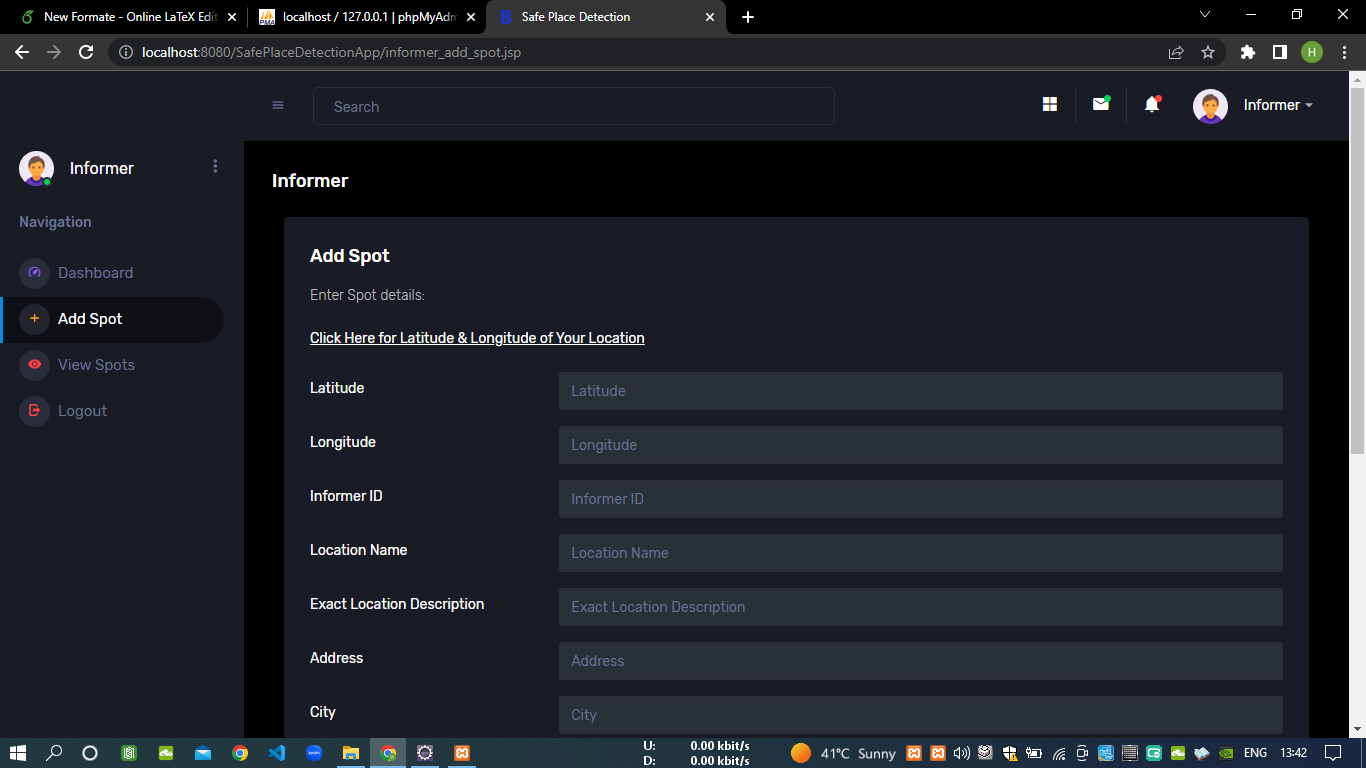 New Formate - Online LaTeX Edit
localhost / 127.0.0.1 | phpMyAdm
Safe Place Detection
localhost:8080/SafePlaceDetectionApp/informer_add_spot.jsp
H
Search
Informer
Informer
Navigation
Dashboard
Add Spot
View Spots
Logout
Informer
Add Spot
Enter Spot details:
Click Here for Latitude & Longitude of Your Location
Latitude
Latitude
Longitude
Longitude
Informer ID
Informer ID
Location Name
Location Name
Exact Location Description
Exact Location Description
Address
Address
City
City
U: 0.00 kbit/s
D: 0.00 kbit/s
41°C Sunny
ENG
13:42